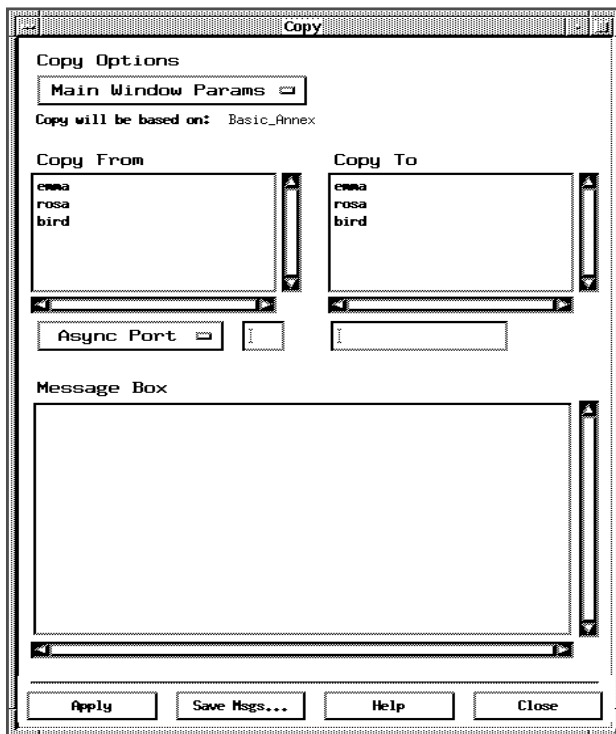 Copy
Copy Options
Main Window Params
Copy will be based on: Basic_Annex
Copy From
Copy To
emma
rosa
bird
emma
rosa
bird
Async Port
Message Box
Apply
Save Msgs...
Help
Close